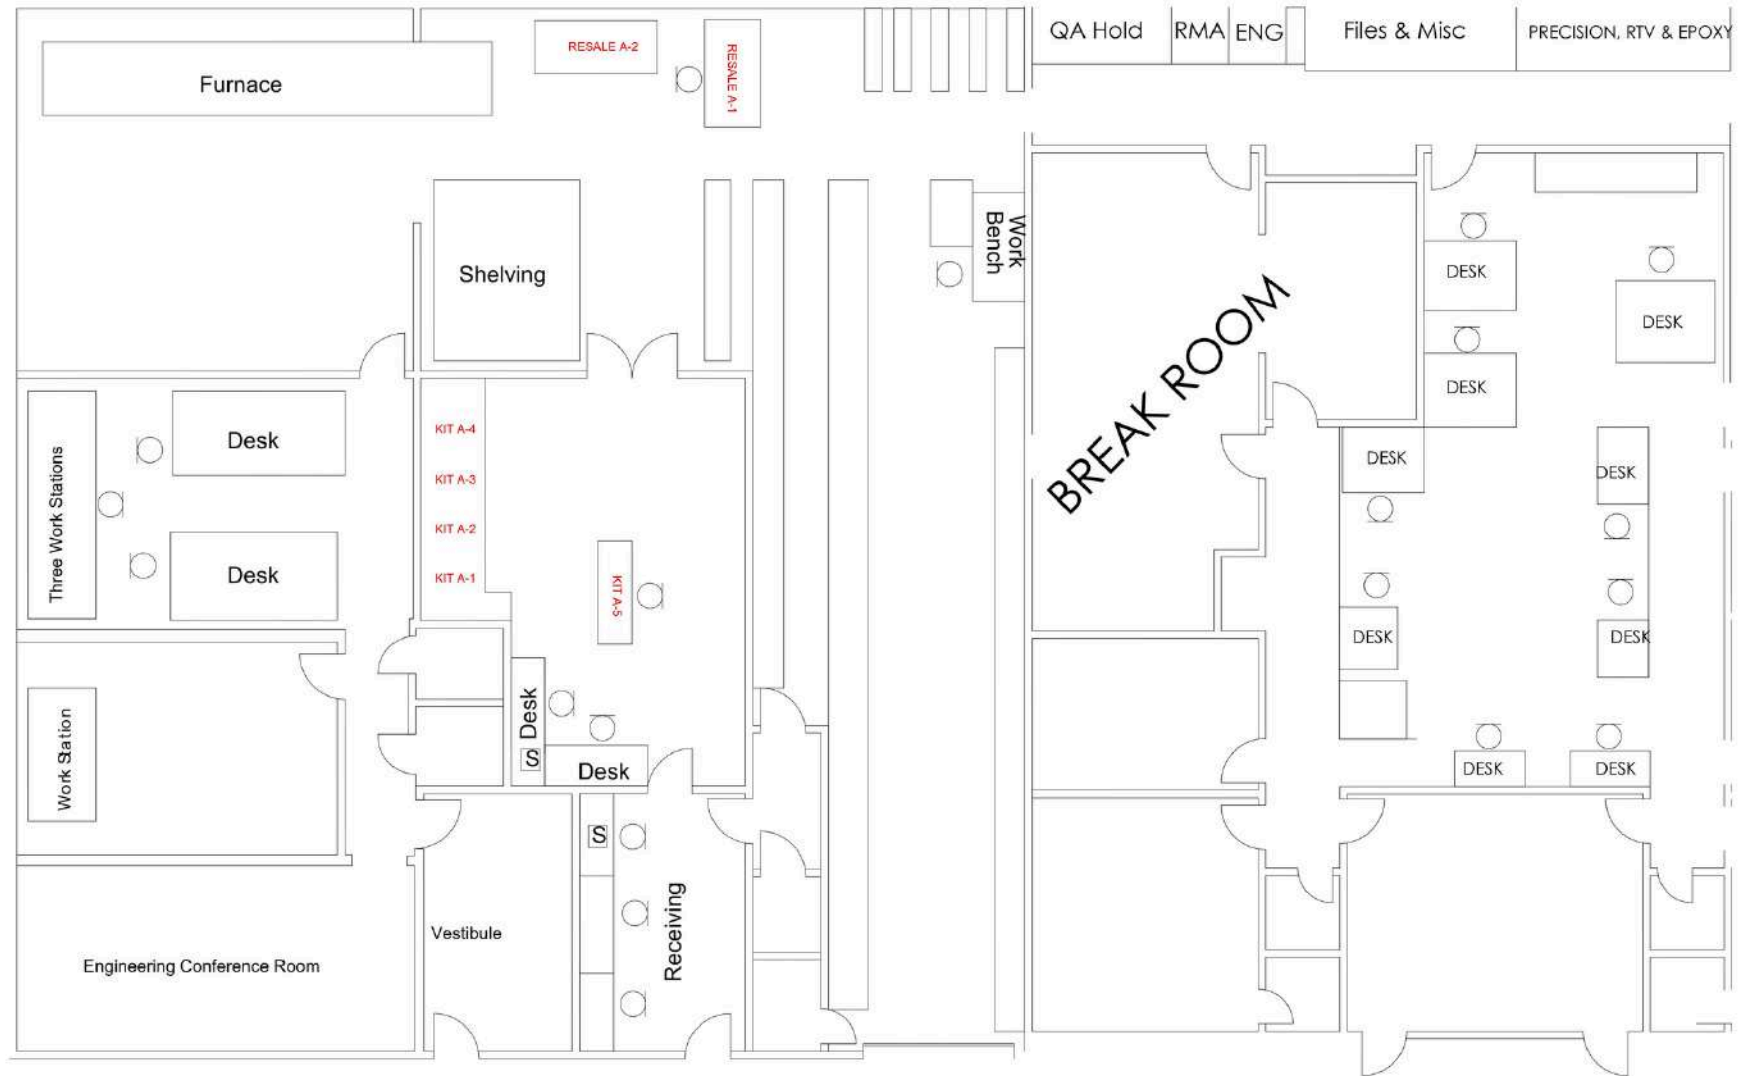 QA Hold
RMA
ENG
Files & Misc
PRECISION, RTV & EPOXY
RESALE A-2
RESALE A-1
Furnace
Work
Bench
Shelving
DESK
DESK
DESK
BREAK ROOM
Three Work Stations
Desk
Desk
KIT A-4
KIT A-3
KIT A-2
KIT A-1
KIT A-5
DESK
DESK
DESK
DESK
Work Station
Desk
S
Desk
DESK
DESK
S
Receiving
Vestibule
Engineering Conference Room